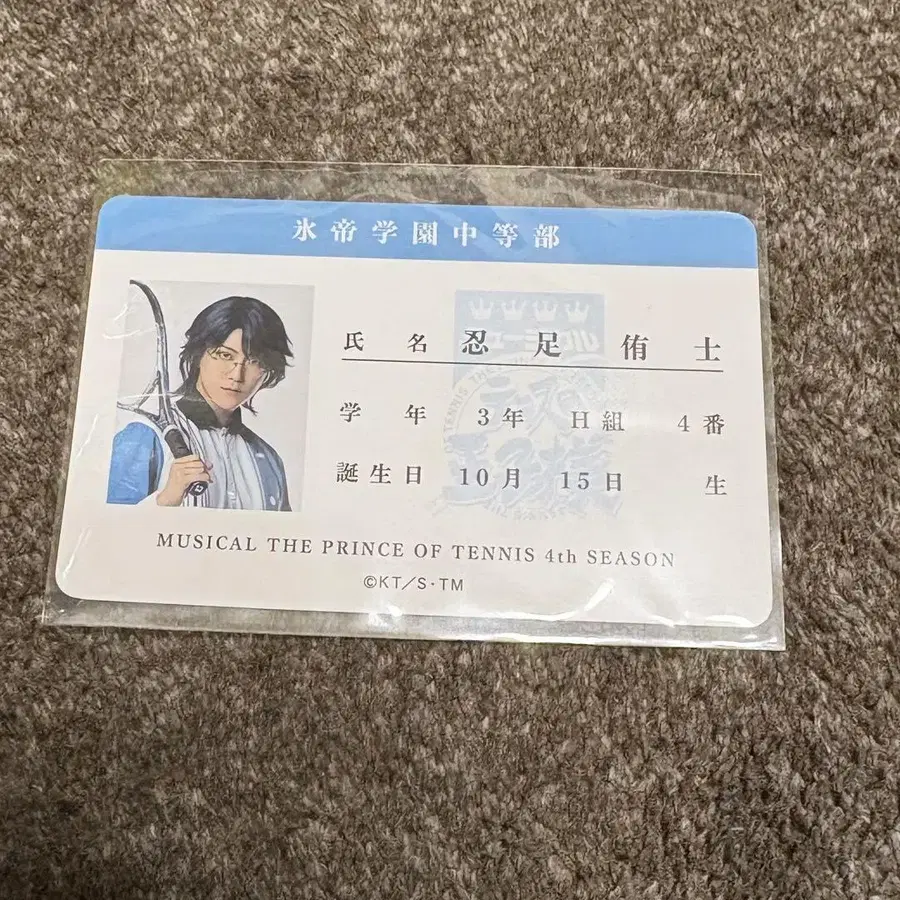 氷帝学園中等部
氏名 忍足侑士
学年 3年 H組 4番
誕生日 10月 15日 生
MUSICAL THE PRINCE OF TENNIS 4th SEASON
©KT/S・TM